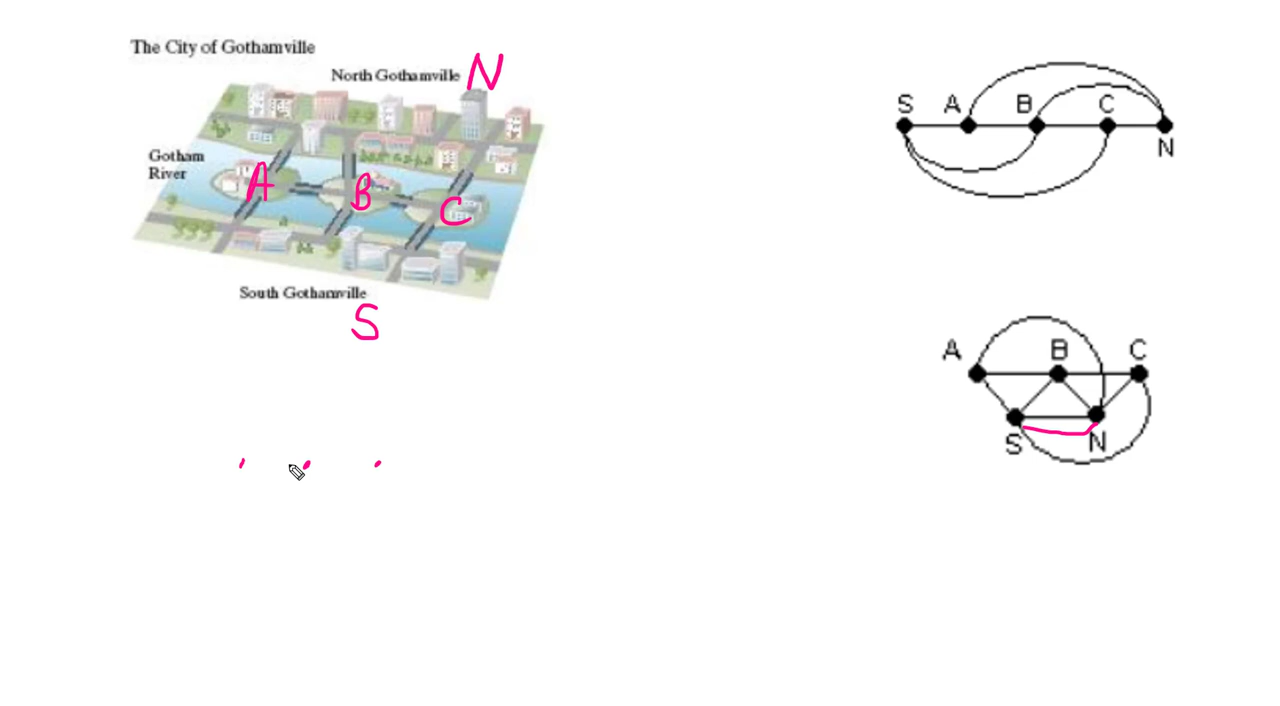 The City of Gothamville
North Gothamville N
Gotham
River
A B C
South Gothamville
S
S A B C
N
A B C
S N